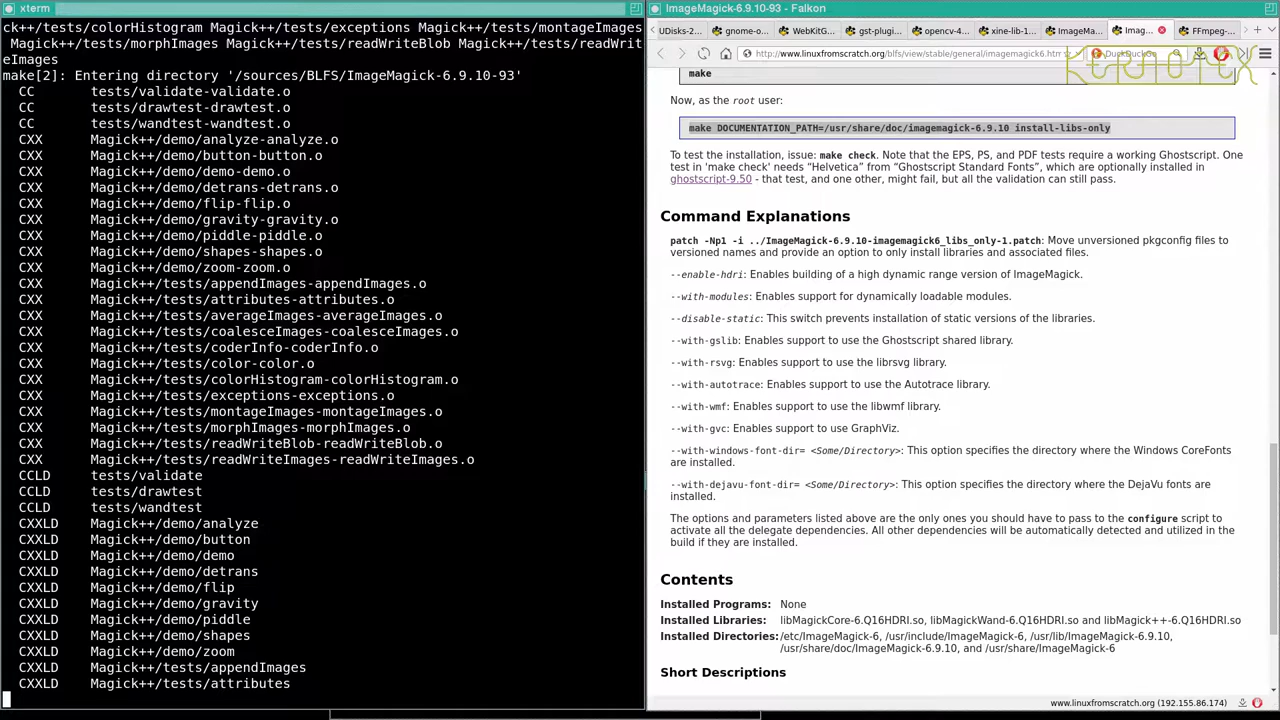 xterm
ck++/tests/colorHistogram Magick++/tests/exceptions Magick++/tests/montageImages
Magick++/tests/morphImages Magick++/tests/readWriteBlob Magick++/tests/readWrit
eImages
make[2]: Entering directory '/sources/BLFS/ImageMagick-6.9.10-93'
CC tests/validate-validate.o
CC tests/drawtest-drawtest.o
CC tests/wandtest-wandtest.o
CXX Magick++/demo/analyze-analyze.o
CXX Magick++/demo/button-button.o
CXX Magick++/demo/demo-demo.o
CXX Magick++/demo/detrans-detrans.o
CXX Magick++/demo/flip-flip.o
CXX Magick++/demo/gravity-gravity.o
CXX Magick++/demo/piddle-piddle.o
CXX Magick++/demo/shapes-shapes.o
CXX Magick++/demo/zoom-zoom.o
CXX Magick++/tests/appendImages-appendImages.o
CXX Magick++/tests/attributes-attributes.o
CXX Magick++/tests/averageImages-averageImages.o
CXX Magick++/tests/coalesceImages-coalesceImages.o
CXX Magick++/tests/coderInfo-coderInfo.o
CXX Magick++/tests/color-color.o
CXX Magick++/tests/colorHistogram-colorHistogram.o
CXX Magick++/tests/exceptions-exceptions.o
CXX Magick++/tests/montageImages-montageImages.o
CXX Magick++/tests/morphImages-morphImages.o
CXX Magick++/tests/readWriteBlob-readWriteBlob.o
CXX Magick++/tests/readWriteImages-readWriteImages.o
CCLD tests/validate
CCLD tests/drawtest
CCLD tests/wandtest
CXXLD Magick++/demo/analyze
CXXLD Magick++/demo/button
CXXLD Magick++/demo/demo
CXXLD Magick++/demo/detrans
CXXLD Magick++/demo/flip
CXXLD Magick++/demo/gravity
CXXLD Magick++/demo/piddle
CXXLD Magick++/demo/shapes
CXXLD Magick++/demo/zoom
CXXLD Magick++/tests/appendImages
CXXLD Magick++/tests/attributes
ImageMagick-6.9.10-93 - Falkon
UDisks-2 gnome-o WebKitG gst-plugin opencv-4 xine-lib-1 ImageMa Imag FFmpeg-
http://www.linuxfromscratch.org/blfs/view/stable/general/imagemagick6.htm DuckDuckGo
make
Now, as the root user:
make DOCUMENTATION_PATH=/usr/share/doc/imagemagick-6.9.10 install-libs-only
To test the installation, issue: make check. Note that the EPS, PS, and PDF tests require a working Ghostscript. One
test in 'make check' needs “Helvetica” from “Ghostscript Standard Fonts”, which are optionally installed in
ghostscript-9.50 - that test, and one other, might fail, but all the validation can still pass.
Command Explanations
patch -Np1 -i ../ImageMagick-6.9.10-imagemagick6_libs_only-1.patch: Move unversioned pkgconfig files to
versioned names and provide an option to only install libraries and associated files.
--enable-hdri: Enables building of a high dynamic range version of ImageMagick.
--with-modules: Enables support for dynamically loadable modules.
--disable-static: This switch prevents installation of static versions of the libraries.
--with-gslib: Enables support to use the Ghostscript shared library.
--with-rsvg: Enables support to use the librsvg library.
--with-autotrace: Enables support to use the Autotrace library.
--with-wmf: Enables support to use the libwmf library.
--with-gvc: Enables support to use GraphViz.
--with-windows-font-dir= <Some/Directory>: This option specifies the directory where the Windows CoreFonts
are installed.
--with-dejavu-font-dir= <Some/Directory>: This option specifies the directory where the DejaVu fonts are
installed.
The options and parameters listed above are the only ones you should have to pass to the configure script to
activate all the delegate dependencies. All other dependencies will be automatically detected and utilized in the
build if they are installed.
Contents
Installed Programs: None
Installed Libraries: libMagickCore-6.Q16HDRI.so, libMagickWand-6.Q16HDRI.so and libMagick++-6.Q16HDRI.so
Installed Directories: /etc/ImageMagick-6, /usr/include/ImageMagick-6, /usr/lib/ImageMagick-6.9.10,
/usr/share/doc/ImageMagick-6.9.10, and /usr/share/ImageMagick-6
Short Descriptions
www.linuxfromscratch.org (192.155.86.174)